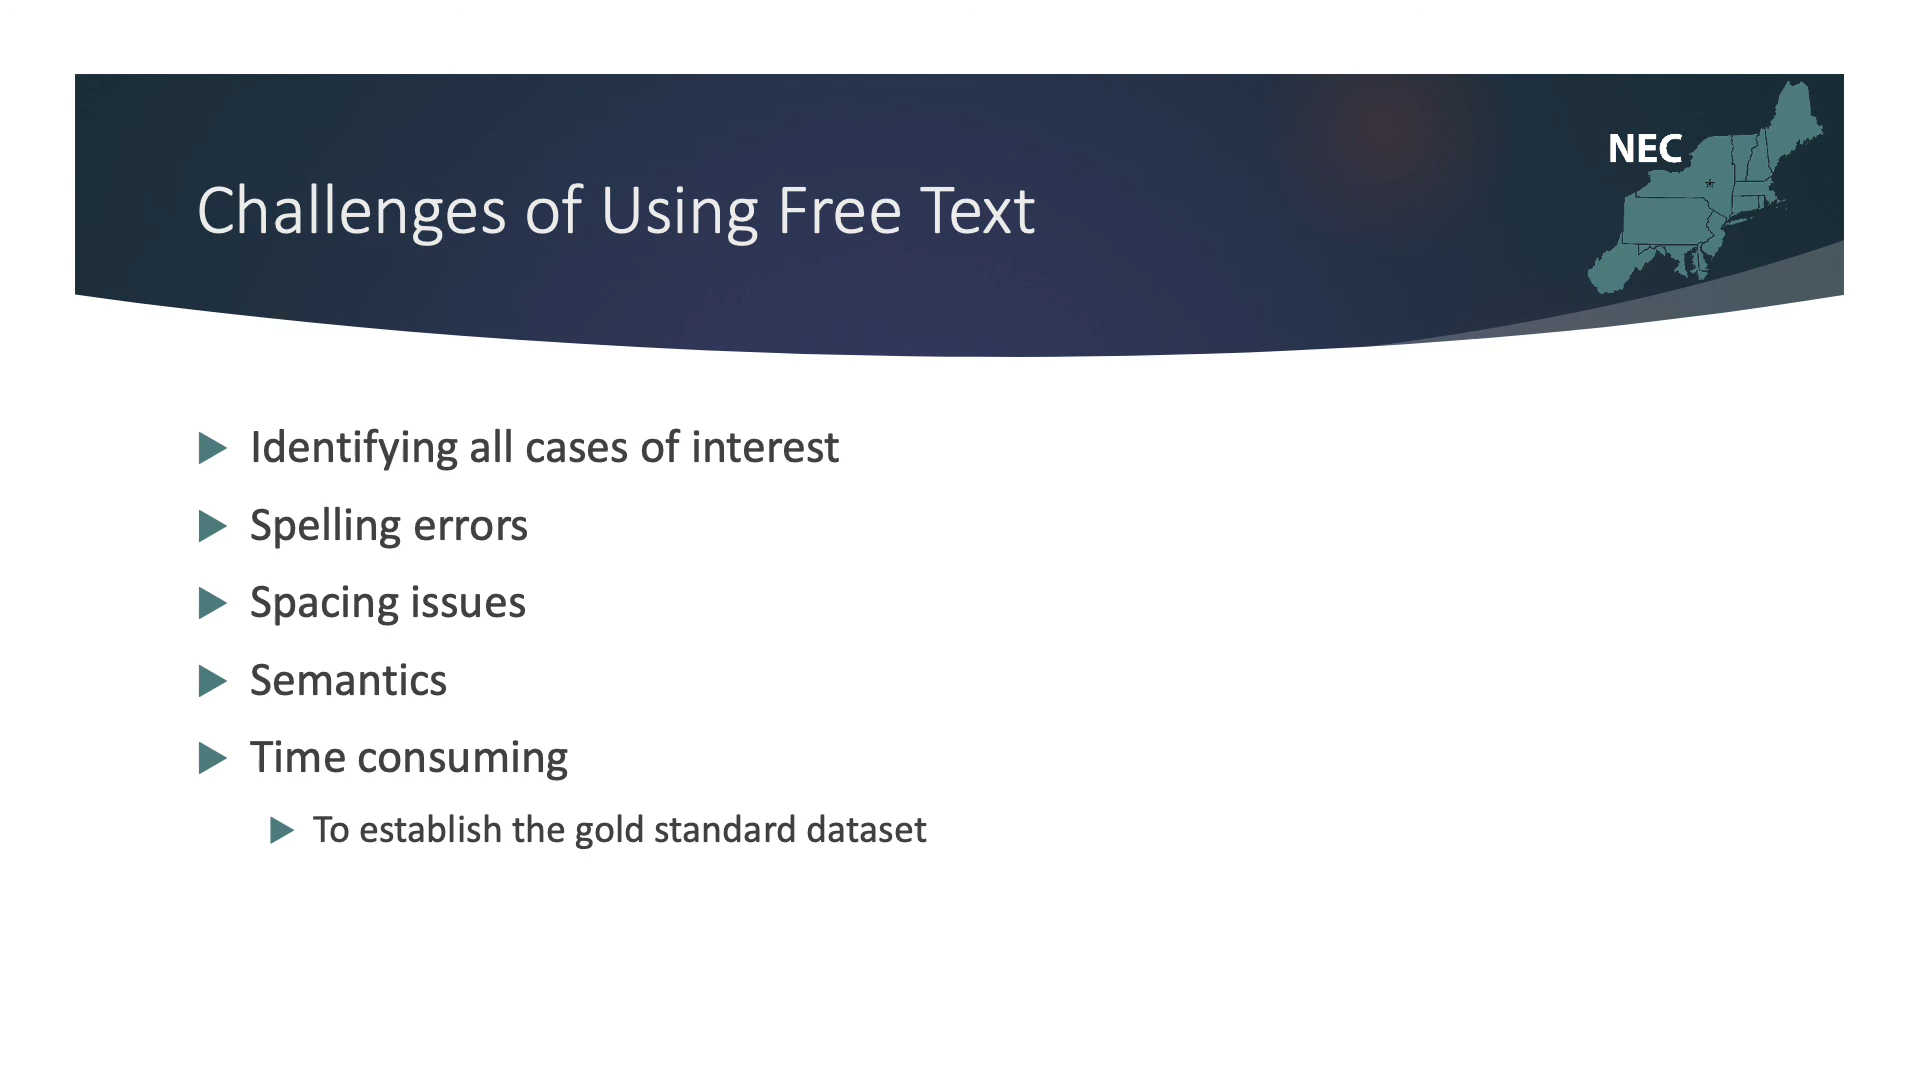 NEC
Challenges of Using Free Text
Identifying all cases of interest
Spelling errors
Spacing issues
Semantics
Time consuming
To establish the gold standard dataset